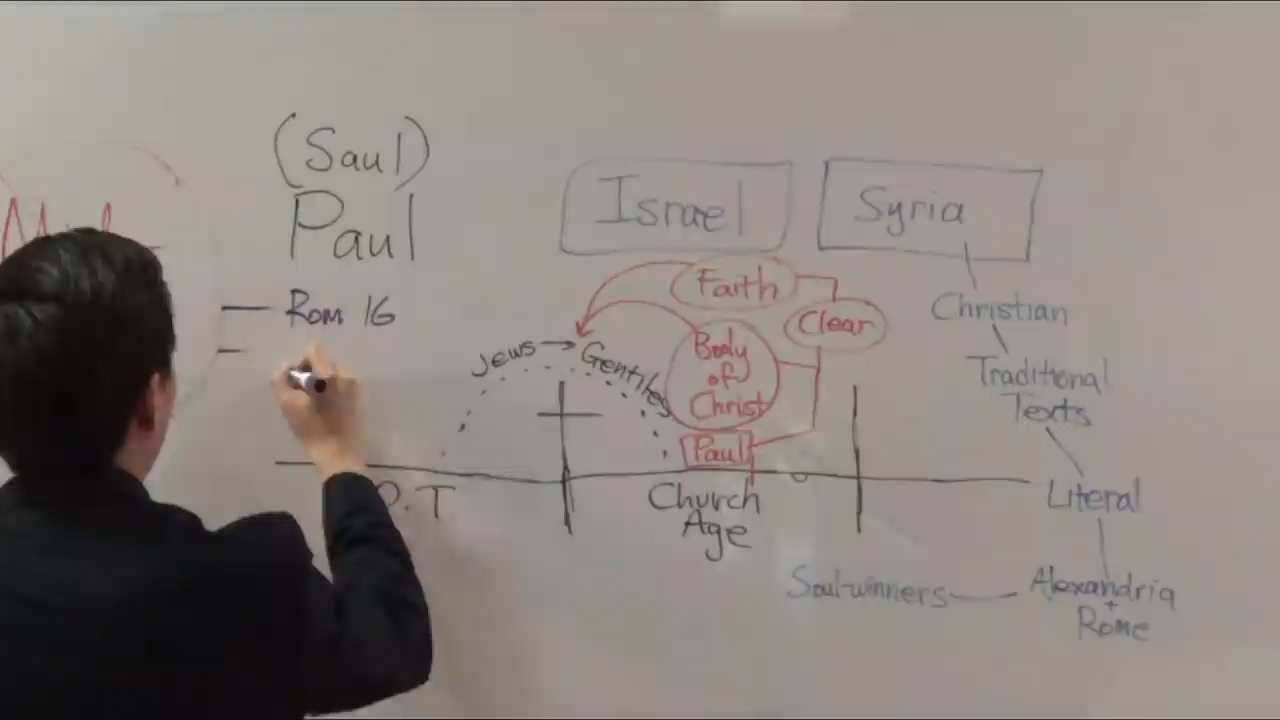 (Saul)
Paul
Rom 16
Israel
Syria
Faith
Clear
Jews → Gentiles
Body
of
Christ
Paul
O.T
Church
Age
Christian
Traditional
Texts
Literal
Alexandria
+
Rome
Soul-winners